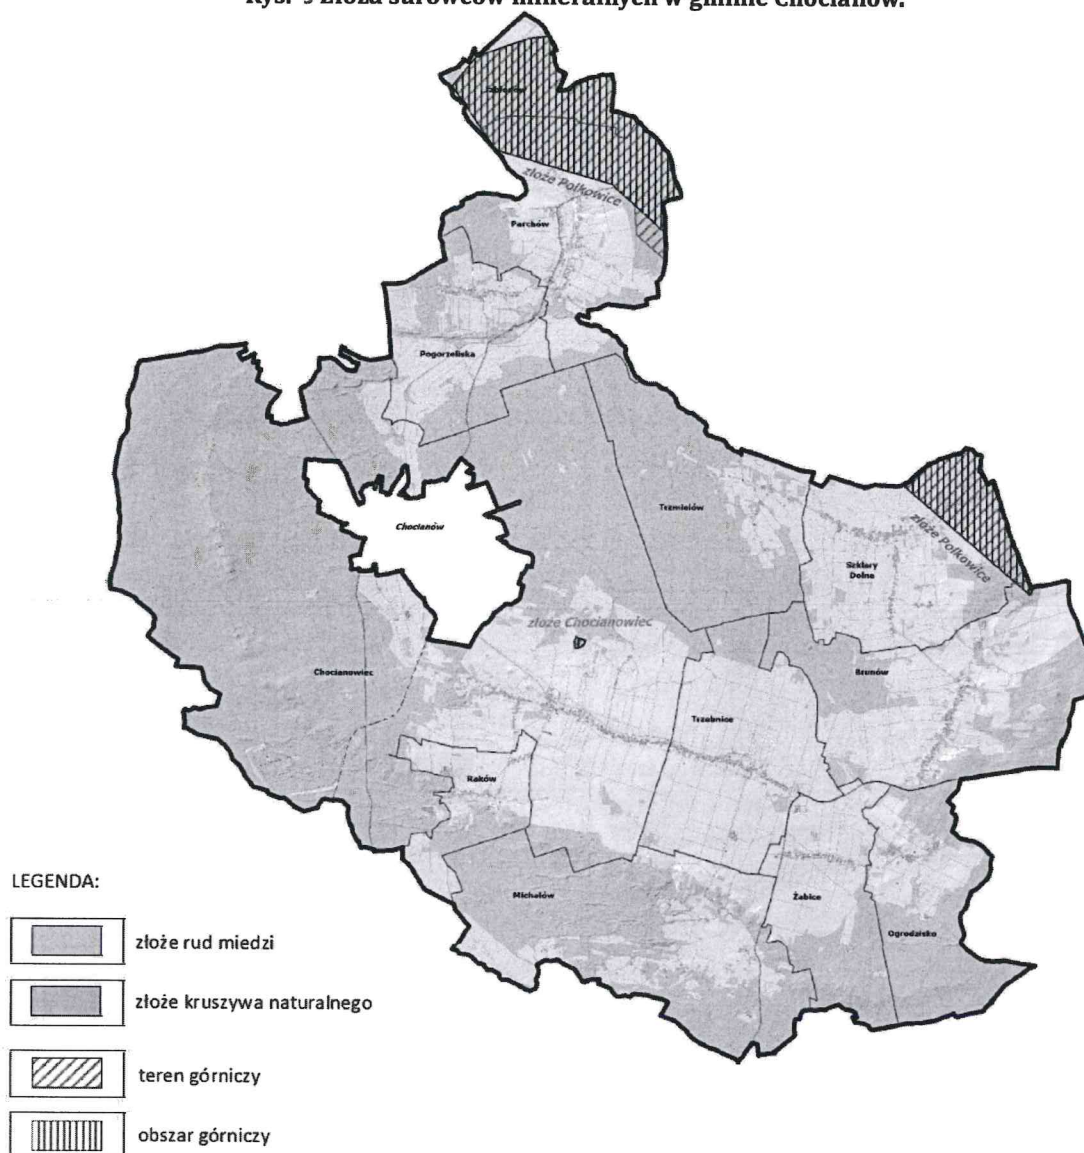 Rys. 9 Złoża surowców mineralnych w gminie Chocianów.
złoże Polkowice
Parchów
Pogorzeliska
Chocianów
Trzmielów
złoże Polkowice
Szklary
Dolne
złoże Chocianowiec
Chocianowiec
Brunów
Trzebnice
Raków
Michałów
Żabice
Ogrodzisko
LEGENDA:
złoże rud miedzi
złoże kruszywa naturalnego
teren górniczy
obszar górniczy